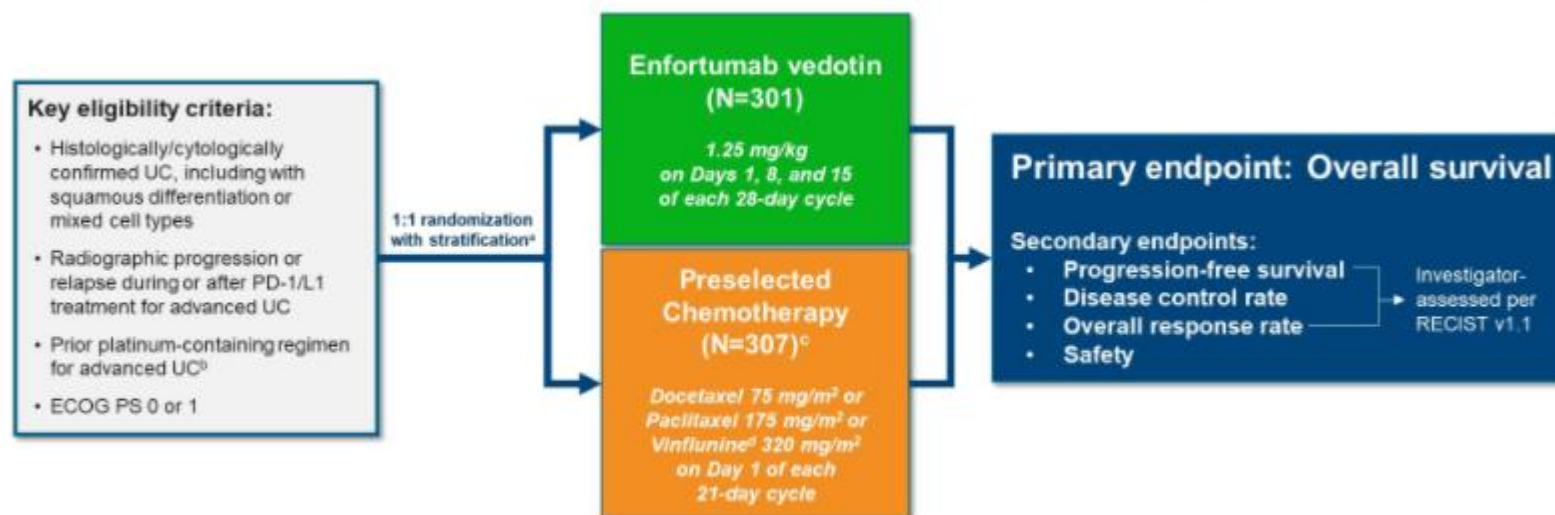 Key eligibility criteria:
• Histologically/cytologically
confirmed UC, including with
squamous differentiation or
mixed cell types
• Radiographic progression or
relapse during or after PD-1/L1
treatment for advanced UC
• Prior platinum-containing regimen
for advanced UCᵇ
• ECOG PS 0 or 1
1:1 randomization
with stratificationᵃ
Enfortumab vedotin
(N=301)
1.25 mg/kg
on Days 1, 8, and 15
of each 28-day cycle
Preselected
Chemotherapy
(N=307)ᶜ
Docetaxel 75 mg/m² or
Paclitaxel 175 mg/m² or
Vinflunineᵈ 320 mg/m²
on Day 1 of each
21-day cycle
Primary endpoint: Overall survival
Secondary endpoints:
• Progression-free survival
• Disease control rate
• Overall response rate
• Safety
Investigator-
assessed per
RECIST v1.1